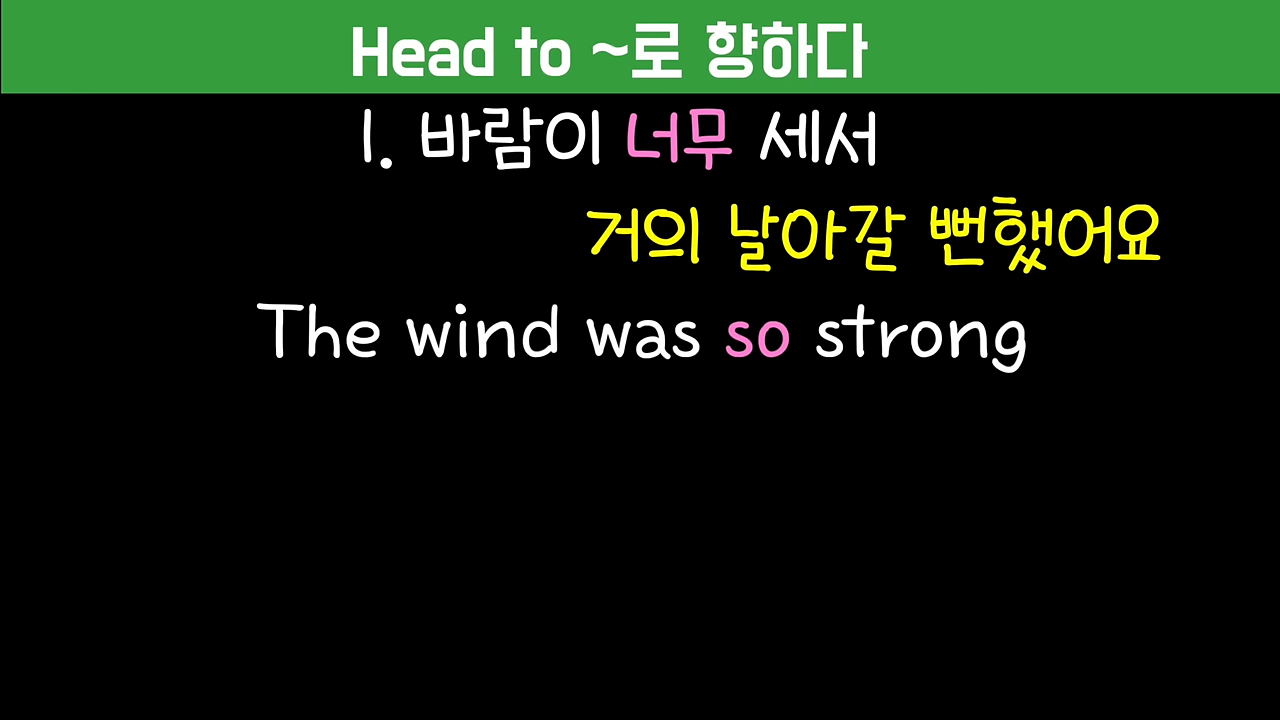 Head to ~로 향하다
1. 바람이 너무 세서
거의 날아갈 뻔했어요
The wind was so strong